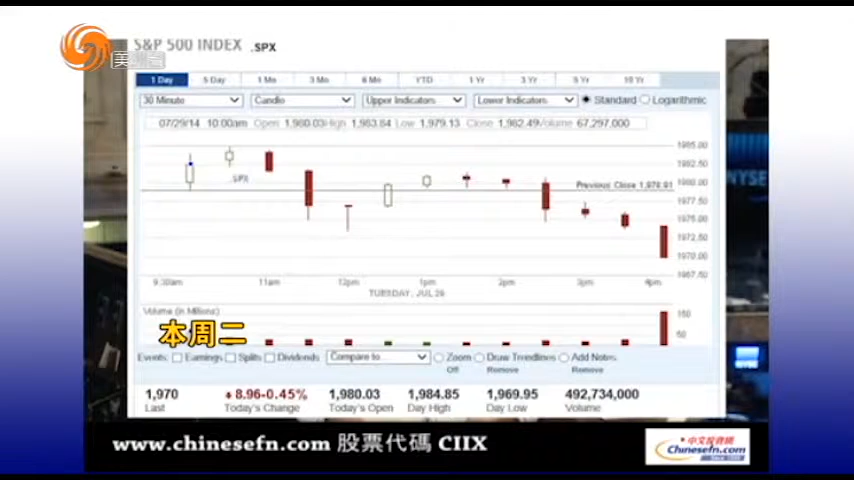 S&P 500 INDEX .SPX
美洲台
1 Day 5 Day 1 Mo 3 Mo 6 Mo YTD 1 Yr 3 Yr 5 Yr 10 Yr
30 Minute Candle Upper Indicators Lower Indicators Standard Logarithmic
07/29/14 10:00am Open 1,980.03 High 1,983.84 Low 1,979.13 Close 1,982.49 Volume 67,297,000
1985.00
1982.50
.SPX
1980.00
Previous Close 1,978.91
NYSE
1977.50
1975.00
1972.50
1970.00
1967.50
9:30am 11am 12pm 1pm 2pm 3pm 4pm
TUESDAY, JUL 29
Volume (in Millions)
150
50
本周二
Events: Earnings Splits Dividends Compare to Zoom Draw Trendlines Add Notes
Off Remove Remove
1,970 8.96 -0.45% 1,980.03 1,984.85 1,969.95 492,734,000
Last Today's Change Today's Open Day High Day Low Volume
www.chinesefn.com 股票代碼 CIIX
中文投資網
Chinesefn.com